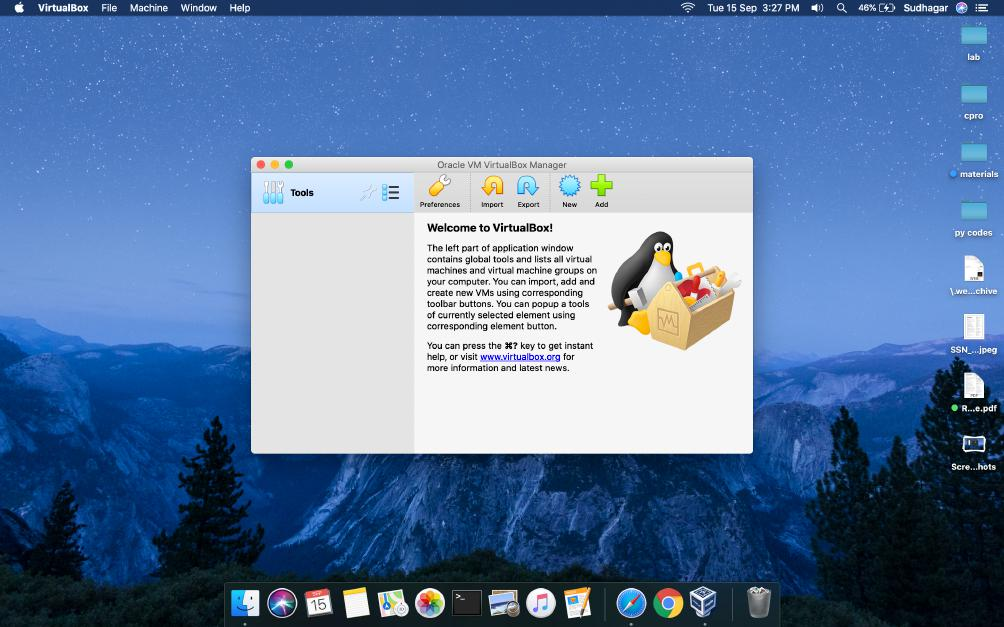 VirtualBox File Machine Window Help
Tue 15 Sep 3:27 PM 46% Sudhagar
lab
cpro
materials
py codes
\.we...chive
SSN_...jpeg
PDF
R...e.pdf
Scre...hots
Oracle VM VirtualBox Manager
Tools
Preferences Import Export New Add
Welcome to VirtualBox!
The left part of application window
contains global tools and lists all virtual
machines and virtual machine groups on
your computer. You can import, add and
create new VMs using corresponding
toolbar buttons. You can popup a tools
of currently selected element using
corresponding element button.
You can press the ⌘? key to get instant
help, or visit www.virtualbox.org for
more information and latest news.
SEP
15
>_